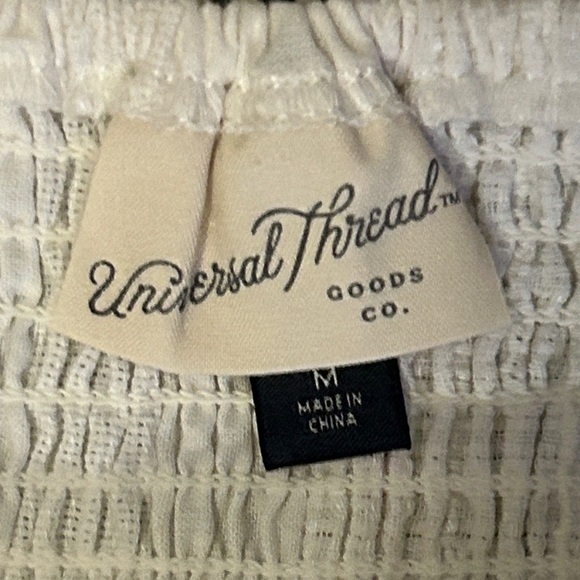 Universal Thread™
GOODS
CO.
M
MADE IN
CHINA